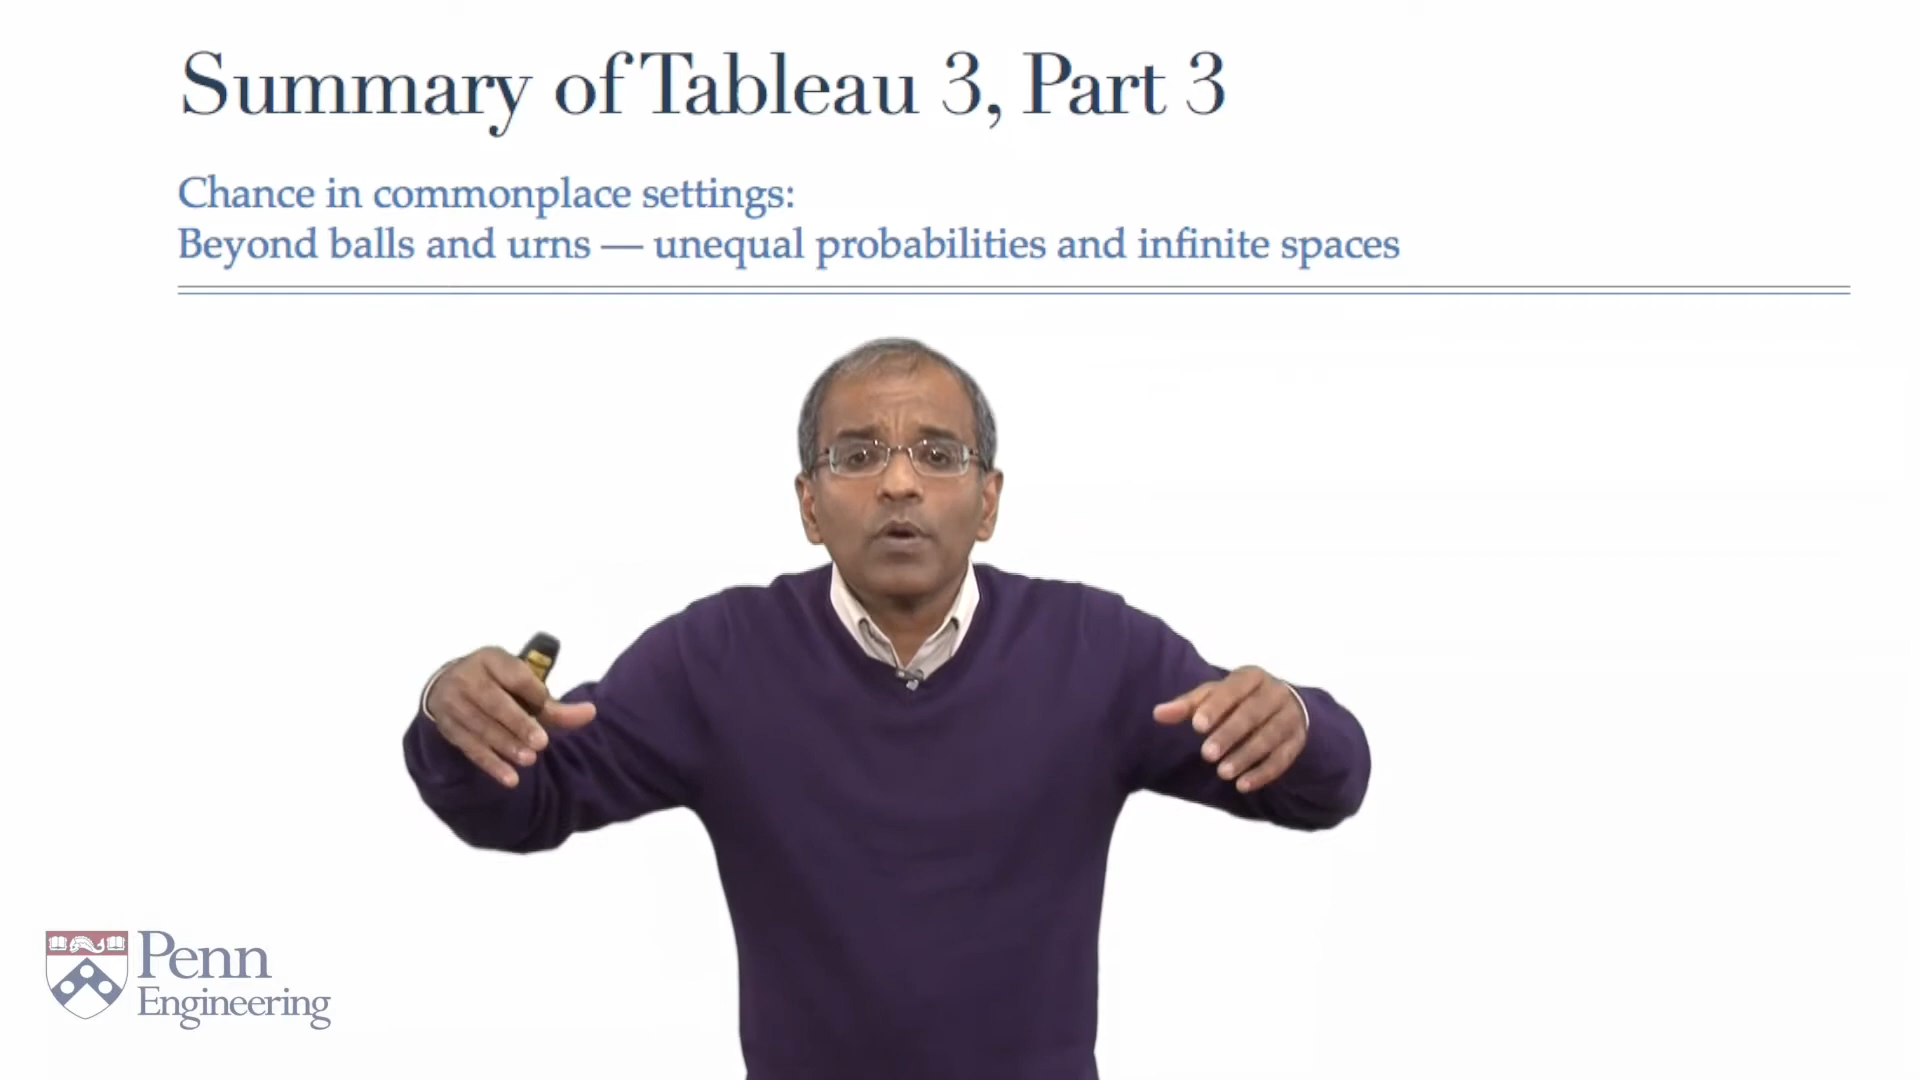 Summary of Tableau 3, Part 3
Chance in commonplace settings:
Beyond balls and urns — unequal probabilities and infinite spaces
Penn
Engineering